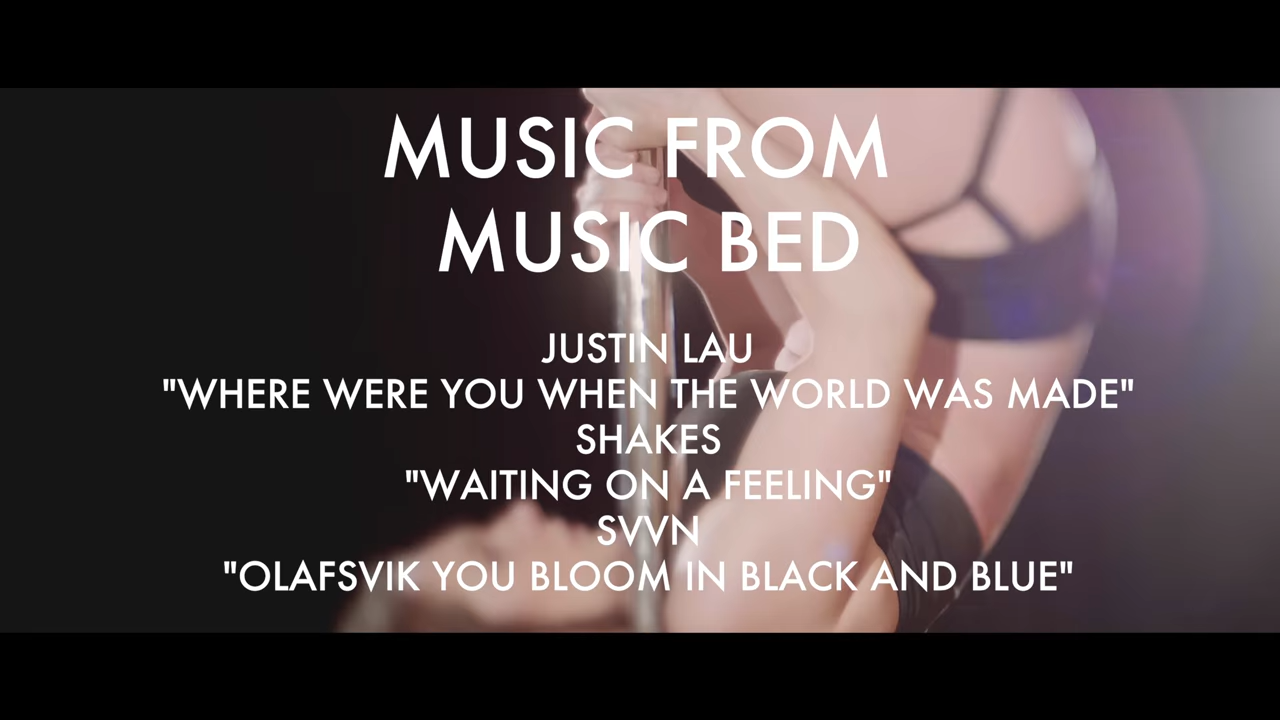 MUSIC FROM
MUSIC BED
JUSTIN LAU
"WHERE WERE YOU WHEN THE WORLD WAS MADE"
SHAKES
"WAITING ON A FEELING"
SVVN
"OLAFSVIK YOU BLOOM IN BLACK AND BLUE"